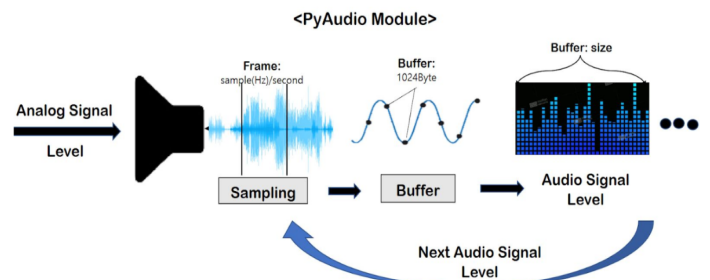 <PyAudio Module>
Buffer: size
Frame:
sample(Hz)/second
Buffer:
1024Byte
Analog Signal
Level
Sampling
Buffer
Audio Signal
Level
Next Audio Signal
Level